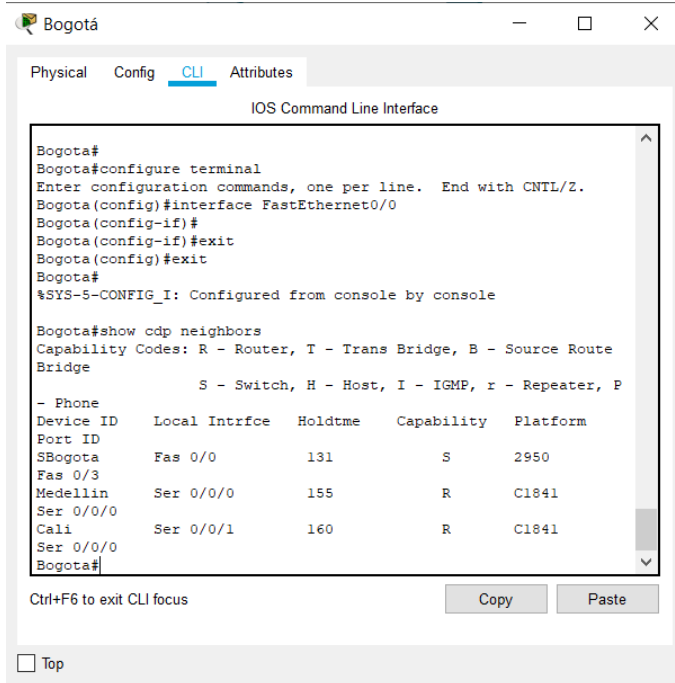 Bogotá
Physical Config CLI Attributes
IOS Command Line Interface
Bogota#
Bogota#configure terminal
Enter configuration commands, one per line.  End with CNTL/Z.
Bogota(config)#interface FastEthernet0/0
Bogota(config-if)#
Bogota(config-if)#exit
Bogota(config)#exit
Bogota#
%SYS-5-CONFIG_I: Configured from console by console
Bogota#show cdp neighbors
Capability Codes: R - Router, T - Trans Bridge, B - Source Route
Bridge
                  S - Switch, H - Host, I - IGMP, r - Repeater, P
- Phone
Device ID    Local Intrfce   Holdtme    Capability   Platform
Port ID
SBogota      Fas 0/0          131            S       2950
Fas 0/3
Medellin     Ser 0/0/0        155            R       C1841
Ser 0/0/0
Cali         Ser 0/0/1        160            R       C1841
Ser 0/0/0
Bogota#
Ctrl+F6 to exit CLI focus
Copy Paste
Top